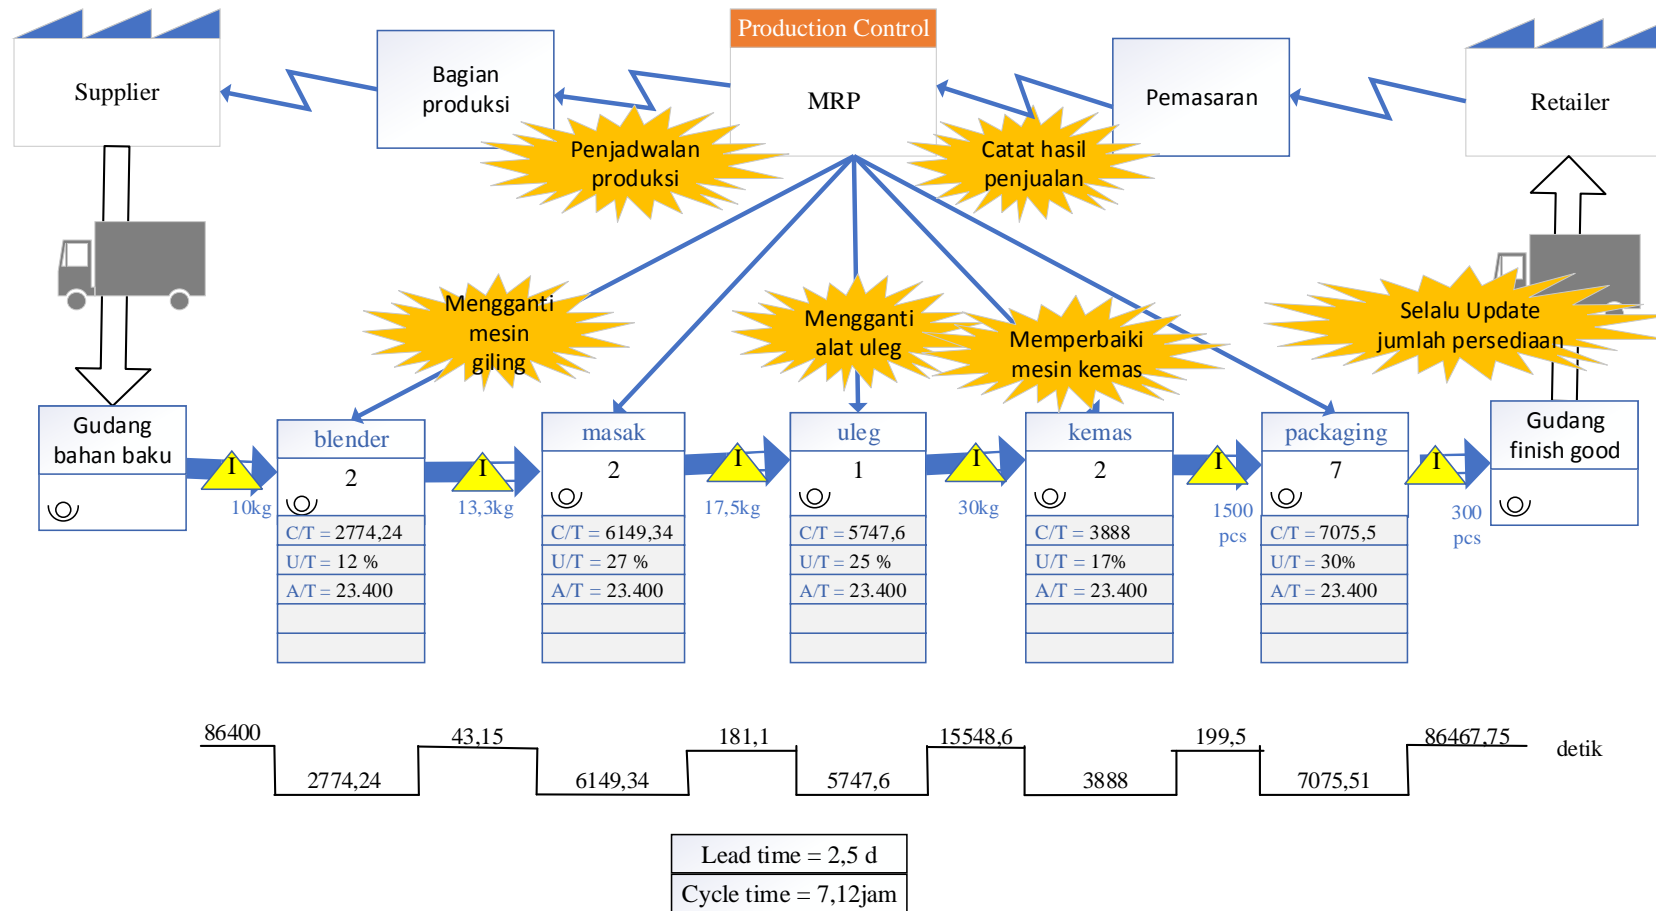 Production Control
Supplier
Bagian
produksi
MRP
Pemasaran
Retailer
Penjadwalan
produksi
Catat hasil
penjualan
Mengganti
mesin
giling
Mengganti
alat uleg
Memperbaiki
mesin kemas
Selalu Update
jumlah persediaan
Gudang
bahan baku
I
10kg
blender
2
C/T = 2774,24
U/T = 12 %
A/T = 23.400
I
13,3kg
masak
2
C/T = 6149,34
U/T = 27 %
A/T = 23.400
I
17,5kg
uleg
1
C/T = 5747,6
U/T = 25 %
A/T = 23.400
I
30kg
kemas
2
C/T = 3888
U/T = 17%
A/T = 23.400
I
1500
pcs
packaging
7
C/T = 7075,5
U/T = 30%
A/T = 23.400
I
300
pcs
Gudang
finish good
86400
2774,24
43,15
6149,34
181,1
5747,6
15548,6
3888
199,5
7075,51
86467,75
detik
Lead time = 2,5 d
Cycle time = 7,12jam